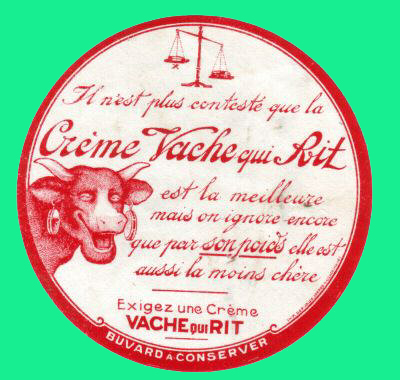 Il n'est plus contesté que la
Crème Vache qui Rit
est la meilleure
mais on ignore encore
que par son poids elle est
aussi la moins chère
Exigez une Crème
VACHE qui RIT
BUVARD A CONSERVER